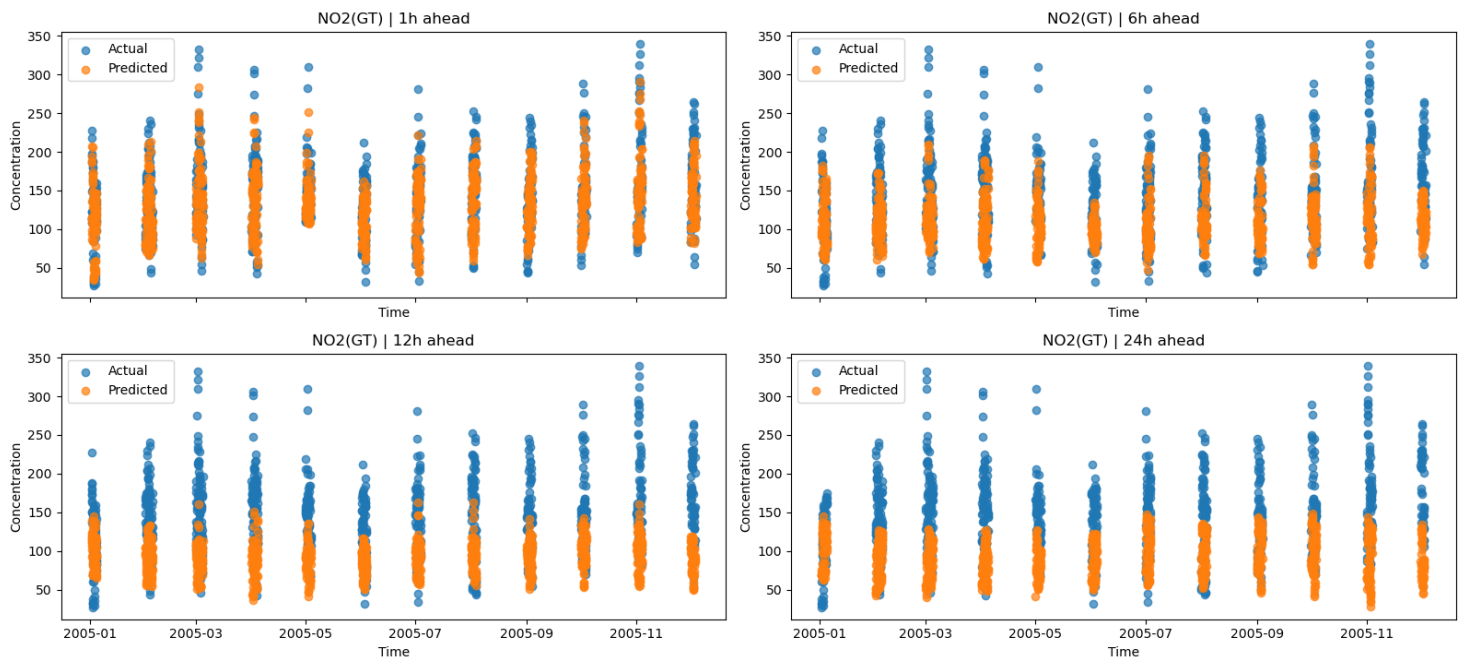 NO2(GT) | 1h ahead
350
300
250
200
150
100
50
Concentration
Actual
Predicted
Time
NO2(GT) | 6h ahead
350
300
250
200
150
100
50
Concentration
Actual
Predicted
Time
NO2(GT) | 12h ahead
350
300
250
200
150
100
50
Concentration
Actual
Predicted
2005-01
2005-03
2005-05
2005-07
2005-09
2005-11
Time
NO2(GT) | 24h ahead
350
300
250
200
150
100
50
Concentration
Actual
Predicted
2005-01
2005-03
2005-05
2005-07
2005-09
2005-11
Time